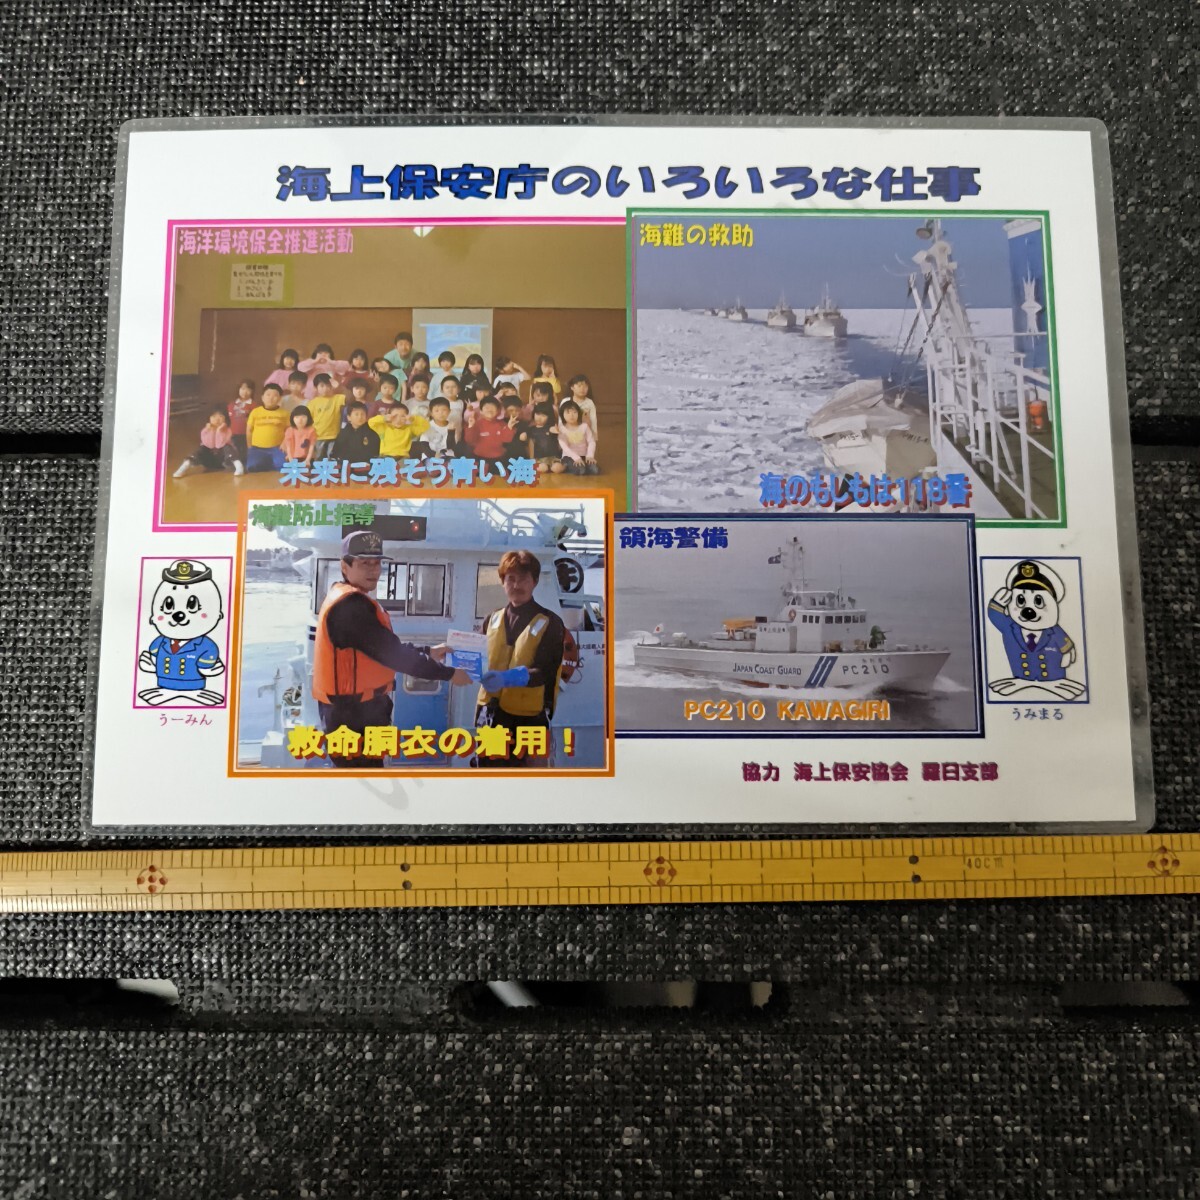 海上保安庁のいろいろな仕事
海洋環境保全推進活動
未来に残そう青い海
海難の救助
海のもしもは118番
海難防止指導
救命胴衣の着用！
領海警備
JAPAN COAST GUARD
PC210
PC210 KAWAGIRI
うーみん
うみまる
協力 海上保安協会 羅臼支部
40cm